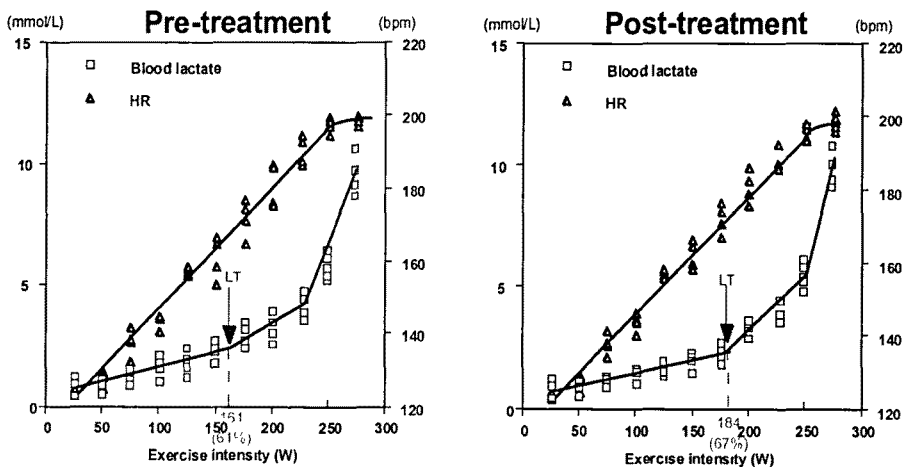 Pre-treatment
(mmol/L)
(bpm)
15
10
5
0
220
200
180
160
140
120
Blood lactate
HR
LT
0 50 100 150 200 250 300
161
(61%)
Exercise intensity (W)
Post-treatment
(mmol/L)
(bpm)
15
10
5
0
220
200
180
160
140
120
Blood lactate
HR
LT
0 50 100 150 200 250 300
184
(67%)
Exercise intensity (W)